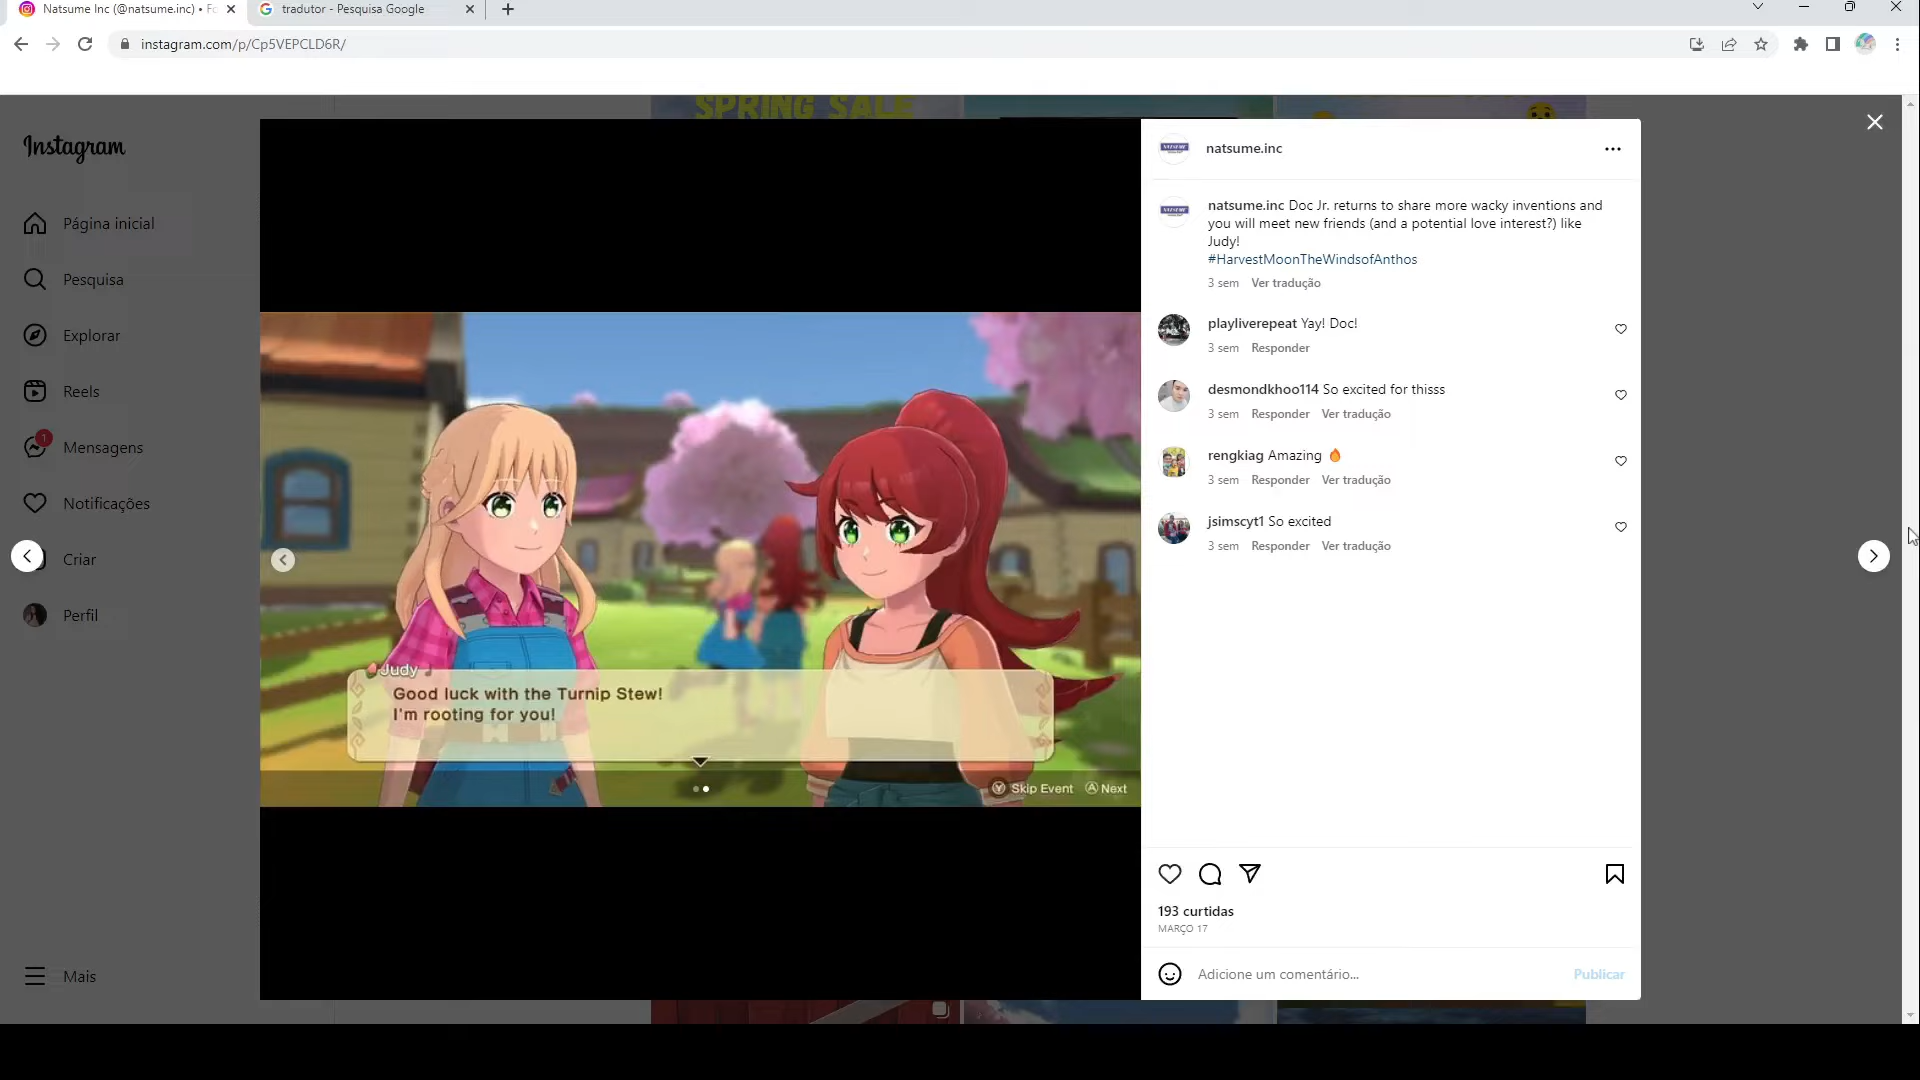 Natsume Inc (@natsume.inc) • Fo
tradutor - Pesquisa Google
instagram.com/p/Cp5VEPCLD6R/
SPRING SALE
Instagram
Página inicial
Pesquisa
Explorar
Reels
1
Mensagens
Notificações
Criar
Perfil
Mais
Judy
Good luck with the Turnip Stew!
I'm rooting for you!
Y Skip Event A Next
natsume.inc
natsume.inc Doc Jr. returns to share more wacky inventions and
you will meet new friends (and a potential love interest?) like
Judy!
#HarvestMoonTheWindsofAnthos
3 sem Ver tradução
playliverepeat Yay! Doc!
3 sem Responder
desmondkhoo114 So excited for thisss
3 sem Responder Ver tradução
rengkiag Amazing 🔥
3 sem Responder Ver tradução
jsimscyt1 So excited
3 sem Responder Ver tradução
193 curtidas
MARÇO 17
Adicione um comentário...
Publicar